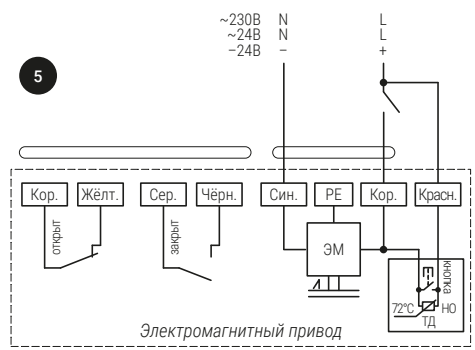 ~230В N L
~24В N L
−24В − +
5
Кор. Жёлт. Сер. Чёрн. Син. PE Кор. Красн.
открыт
закрыт
ЭМ
кнопка
72°С НО
ТД
Электромагнитный привод